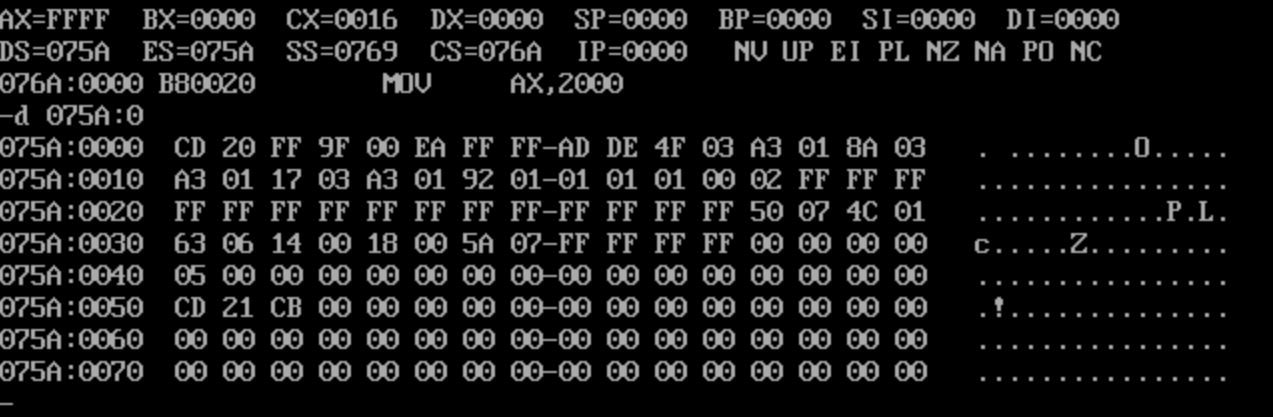 AX=FFFF  BX=0000  CX=0016  DX=0000  SP=0000  BP=0000  SI=0000  DI=0000
DS=075A  ES=075A  SS=0769  CS=076A  IP=0000   NV UP EI PL NZ NA PO NC
076A:0000 B80020        MOV     AX,2000
-d 075A:0
075A:0000  CD 20 FF 9F 00 EA FF FF-AD DE 4F 03 A3 01 8A 03   . ........O.....
075A:0010  A3 01 17 03 A3 01 92 01-01 01 01 00 02 FF FF FF   ................
075A:0020  FF FF FF FF FF FF FF FF-FF FF FF FF 50 07 4C 01   ............P.L.
075A:0030  63 06 14 00 18 00 5A 07-FF FF FF FF 00 00 00 00   c.....Z.........
075A:0040  05 00 00 00 00 00 00 00-00 00 00 00 00 00 00 00   ................
075A:0050  CD 21 CB 00 00 00 00 00-00 00 00 00 00 00 00 00   .!..............
075A:0060  00 00 00 00 00 00 00 00-00 00 00 00 00 00 00 00   ................
075A:0070  00 00 00 00 00 00 00 00-00 00 00 00 00 00 00 00   ................